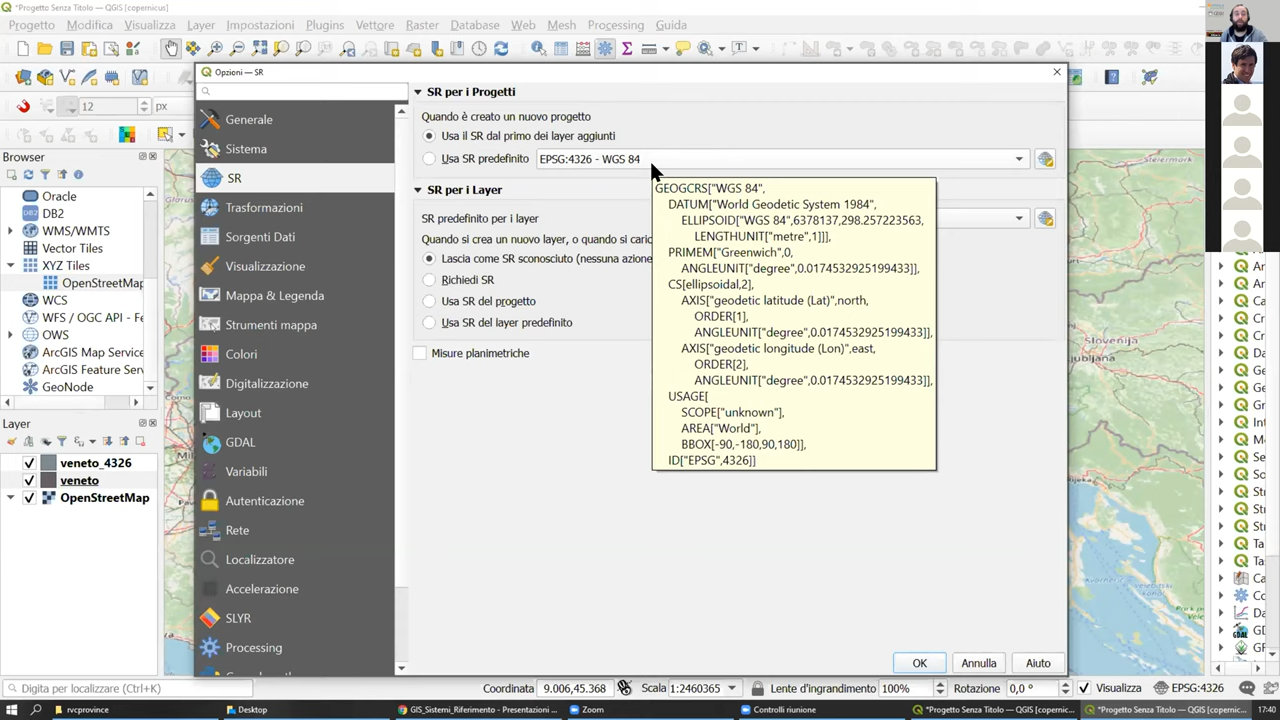 *Progetto Senza Titolo — QGIS [copernicus]
Progetto Modifica Visualizza Layer Impostazioni Plugins Vettore Raster Database Web Mesh Processing Guida
12 px
Browser
Oracle
DB2
WMS/WMTS
Vector Tiles
XYZ Tiles
OpenStreetMap
WCS
WFS / OGC API - Fe
OWS
ArcGIS Map Service
ArcGIS Feature Serv
GeoNode
Layer
veneto_4326
veneto
OpenStreetMap
Opzioni — SR
Generale
Sistema
SR
Trasformazioni
Sorgenti Dati
Visualizzazione
Mappa & Legenda
Strumenti mappa
Colori
Digitalizzazione
Layout
GDAL
Variabili
Autenticazione
Rete
Localizzatore
Accelerazione
SLYR
Processing
SR per i Progetti
Quando è creato un nuovo progetto
Usa il SR dal primo dei layer aggiunti
Usa SR predefinito EPSG:4326 - WGS 84
SR per i Layer
SR predefinito per i layer
Quando si crea un nuovo layer, o quando si caric
Lascia come SR sconosciuto (nessuna azione
Richiedi SR
Usa SR del progetto
Usa SR del layer predefinito
Misure planimetriche
GEOGCRS["WGS 84",
DATUM["World Geodetic System 1984",
ELLIPSOID["WGS 84",6378137,298.257223563,
LENGTHUNIT["metre",1]]],
PRIMEM["Greenwich",0,
ANGLEUNIT["degree",0.0174532925199433]],
CS[ellipsoidal,2],
AXIS["geodetic latitude (Lat)",north,
ORDER[1],
ANGLEUNIT["degree",0.0174532925199433]],
AXIS["geodetic longitude (Lon)",east,
ORDER[2],
ANGLEUNIT["degree",0.0174532925199433]],
USAGE[
SCOPE["unknown"],
AREA["World"],
BBOX[-90,-180,90,180]],
ID["EPSG",4326]]
OK Annulla Aiuto
Slovenija
Ljubljana
Digita per localizzare (Ctrl+K) Coordinata 9.006,45.368 Scala 1:2460365 Lente d'ingrandimento 100% Rotazione 0,0 ° Visualizza EPSG:4326
rvcprovince Desktop GIS_Sistemi_Riferimento - Presentazioni ... Zoom Controlli riunione *Progetto Senza Titolo — QGIS [copernic... *Progetto Senza Titolo — QGIS [copernic... 17:40